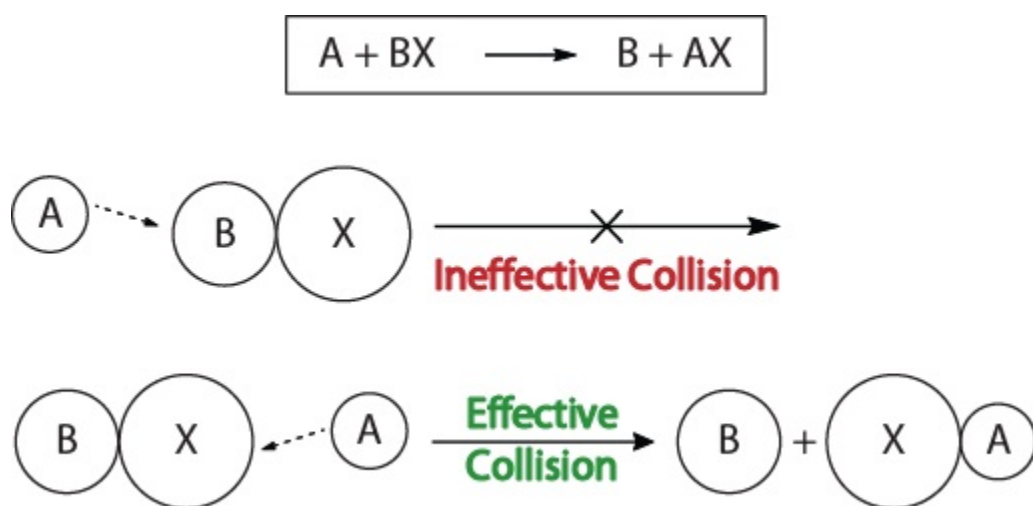 A + BX ⟶ B + AX
A B X
Ineffective Collision
B X A Effective B + X A
Collision